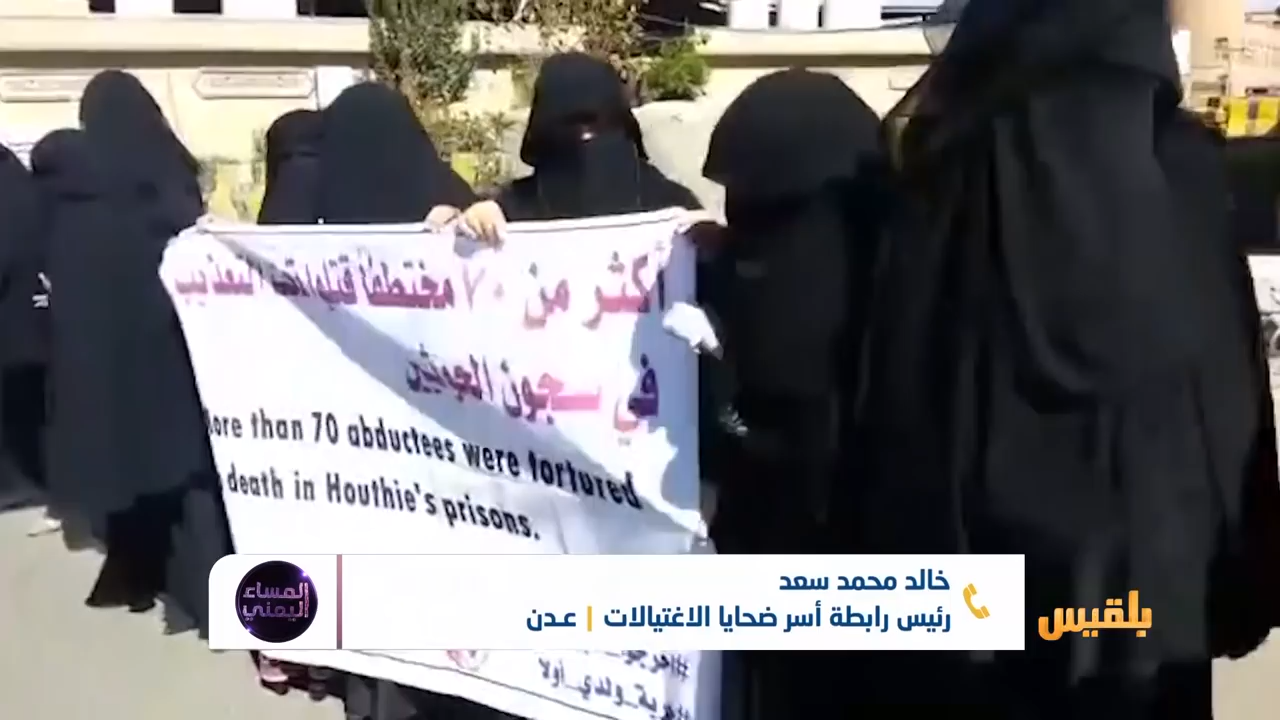 أكثر من ٧٠ مختطفا قتلوا تحت التعذيب
في سجون الحوثيين
ore than 70 abductees were tortured
death in Houthie's prisons.
خالد محمد سعد
رئيس رابطة أسر ضحايا الاغتيالات | عدن
المساء
اليمني
بلقيس
#حرية_ولدي_أولا